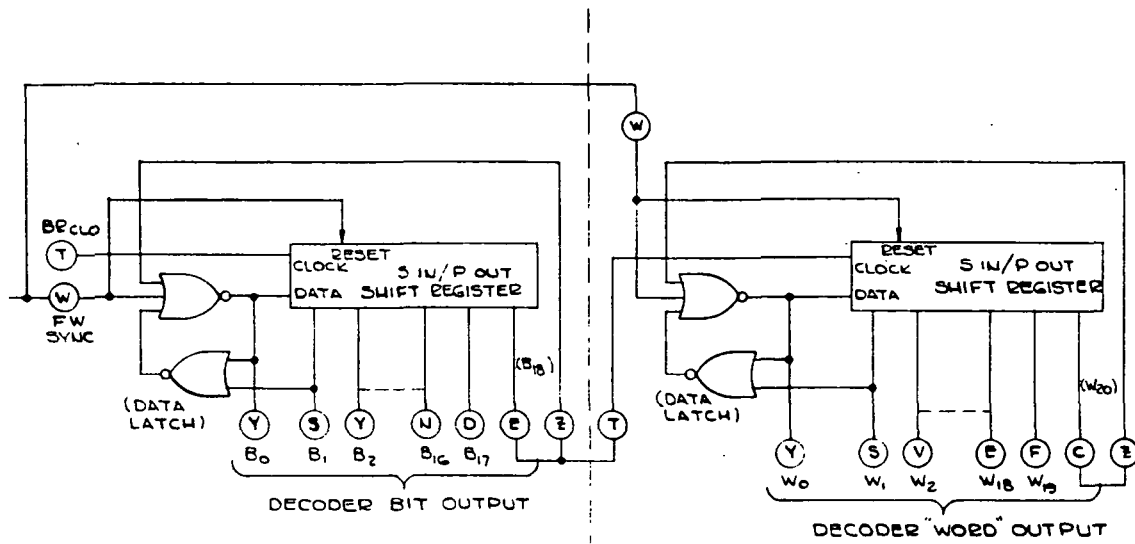 W
BR CLO
T
W
FW
SYNC
RESET
CLOCK
S IN/P OUT
DATA
SHIFT REGISTER
(DATA
LATCH)
(B18)
Y S Y N D E Z T
B0 B1 B2 B16 B17
DECODER BIT OUTPUT
RESET
CLOCK
S IN/P OUT
DATA
SHIFT REGISTER
(DATA
LATCH)
(W20)
Y S V E F C Z
W0 W1 W2 W18 W19
DECODER "WORD" OUTPUT